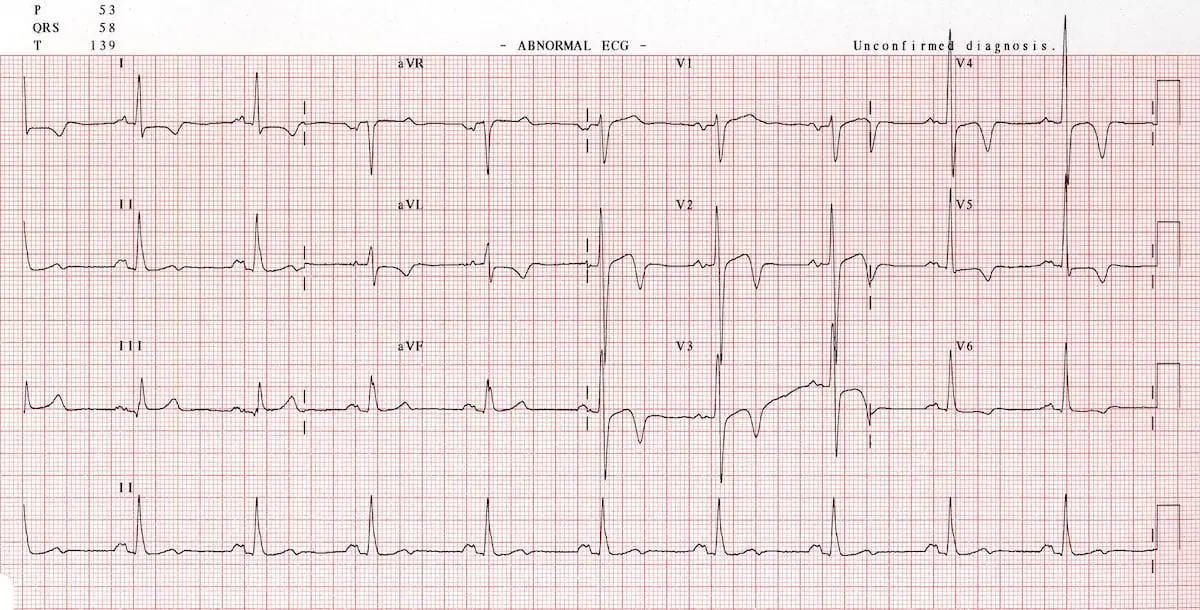 P 53
QRS 58
T 139
- ABNORMAL ECG -
Unconfirmed diagnosis.
I aVR V1 V4
II aVL V2 V5
III aVF V3 V6
II